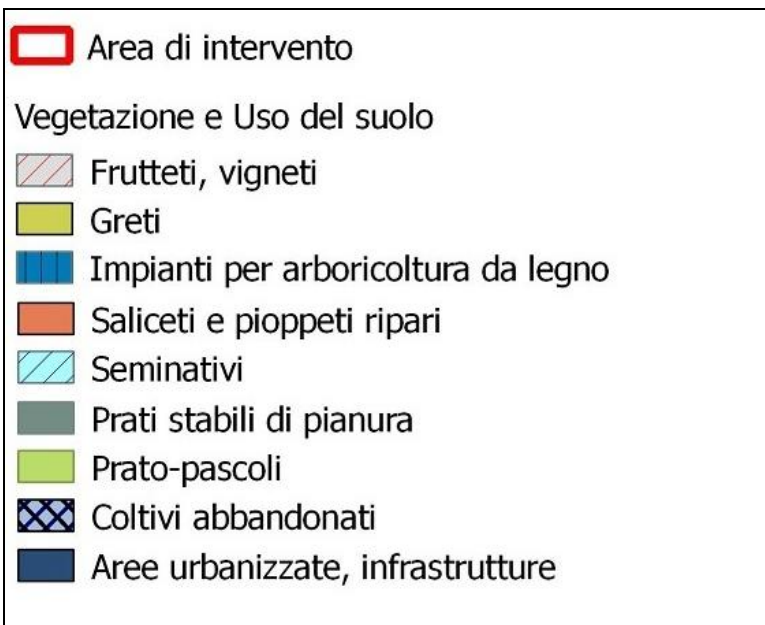 Area di intervento
Vegetazione e Uso del suolo
Frutteti, vigneti
Greti
Impianti per arboricoltura da legno
Saliceti e pioppeti ripari
Seminativi
Prati stabili di pianura
Prato-pascoli
Coltivi abbandonati
Aree urbanizzate, infrastrutture